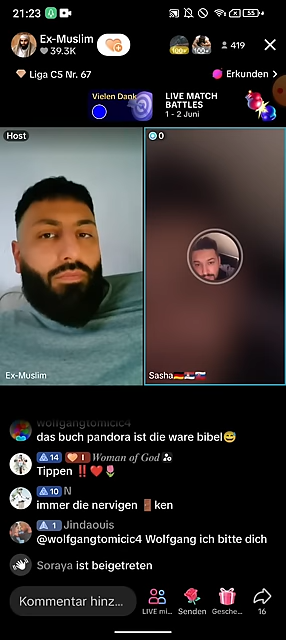 21:23
55
Ex-Muslim
39.3K
100
100
419
Liga C5 Nr. 67
Erkunden
Vielen Dank
LIVE MATCH
BATTLES
1 - 2 Juni
Host
0
Ex-Muslim
Sasha
wolfgangtomicic4
das buch pandora ist die ware bibel
14 I Woman of God
Tippen
10 N
immer die nervigen ken
1 Jindaouis
@wolfgangtomicic4 Wolfgang ich bitte dich
Soraya ist beigetreten
Kommentar hinz...
LIVE mi...
Senden
Gesche...
16